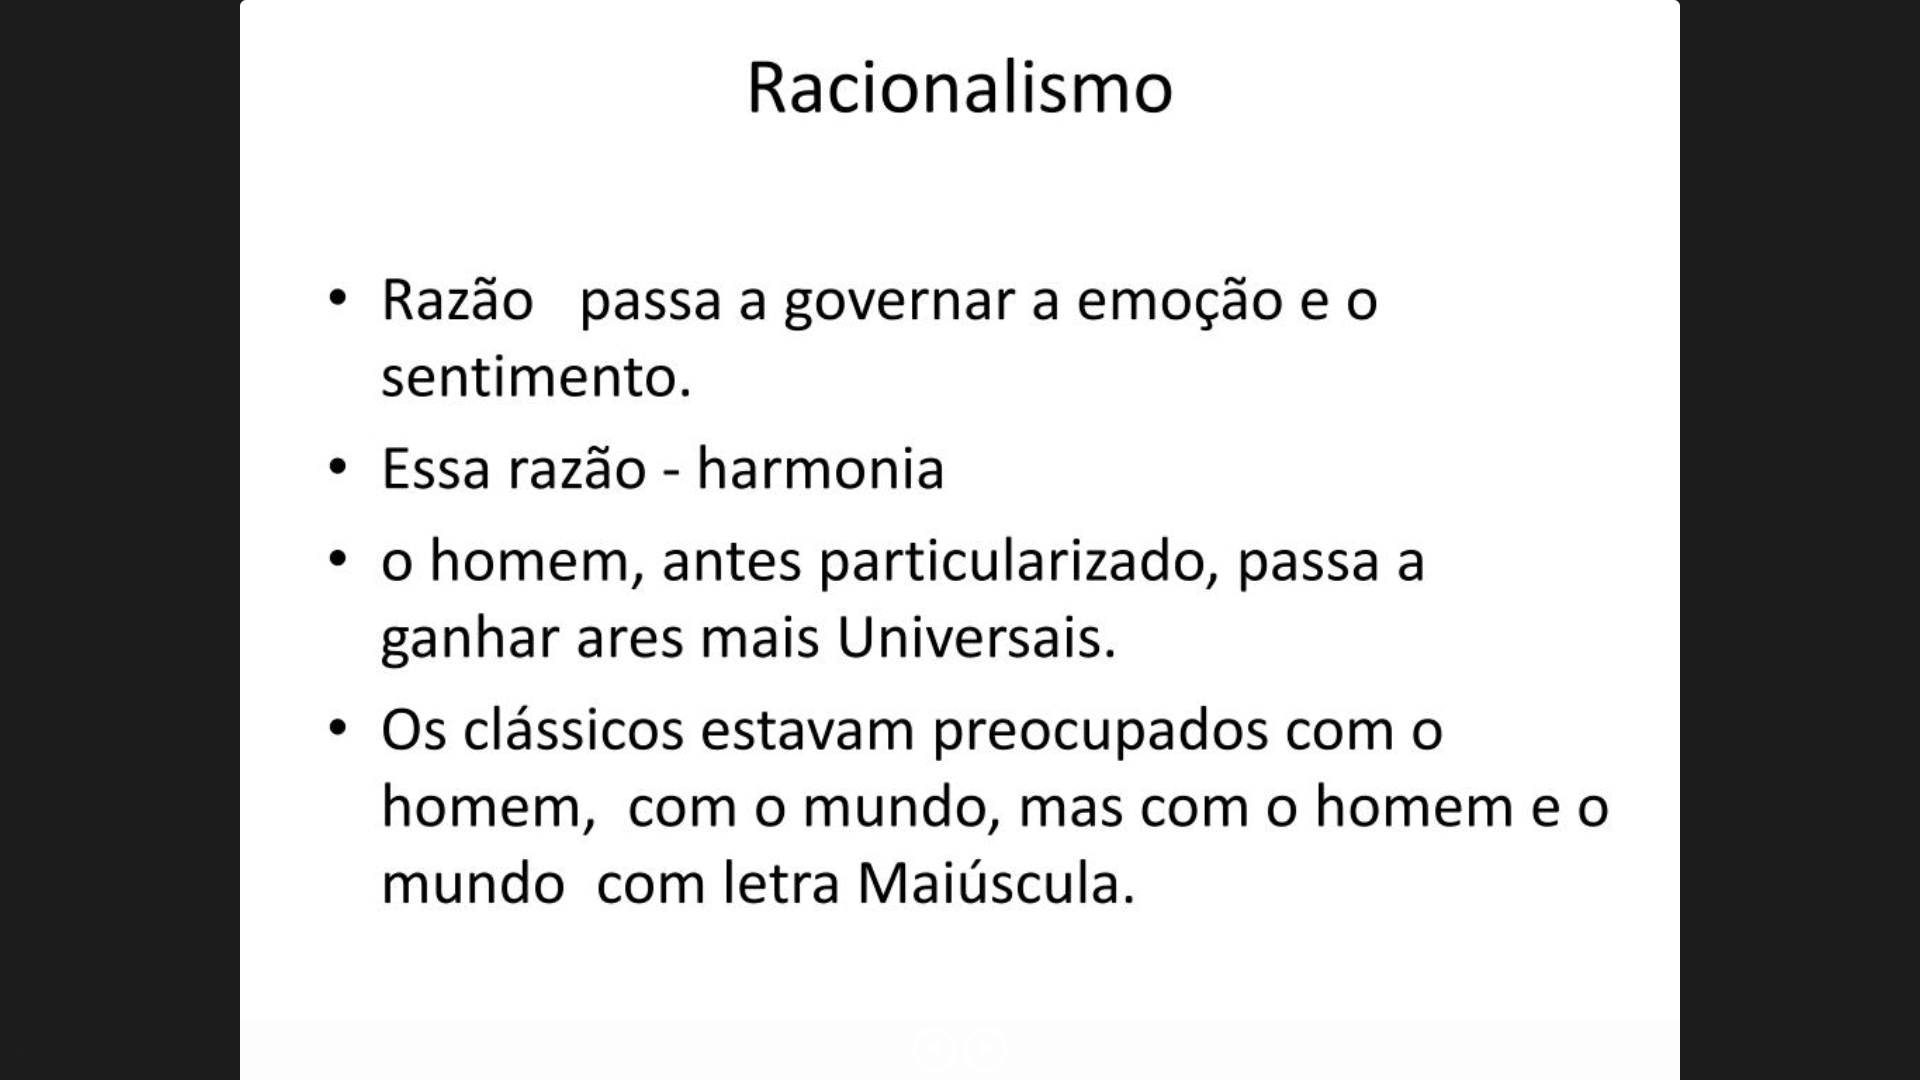 Racionalismo
• Razão   passa a governar a emoção e o
sentimento.
• Essa razão - harmonia
• o homem, antes particularizado, passa a
ganhar ares mais Universais.
• Os clássicos estavam preocupados com o
homem,  com o mundo, mas com o homem e o
mundo  com letra Maiúscula.